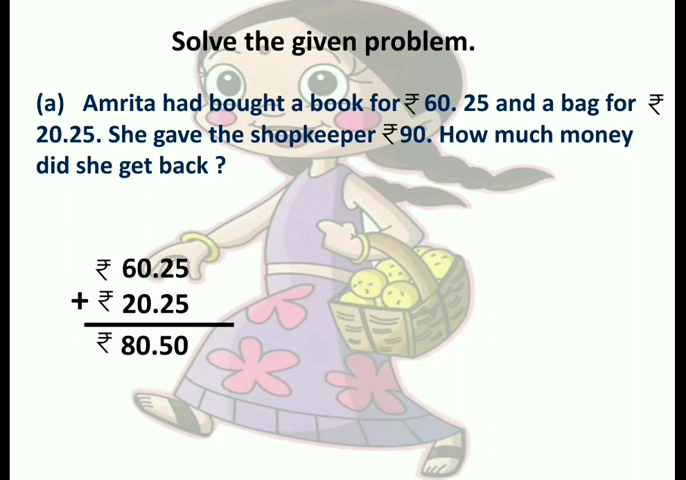 Solve the given problem.
(a) Amrita had bought a book for ₹ 60. 25 and a bag for ₹
20.25. She gave the shopkeeper ₹90. How much money
did she get back ?
₹ 60.25
+ ₹ 20.25
₹ 80.50